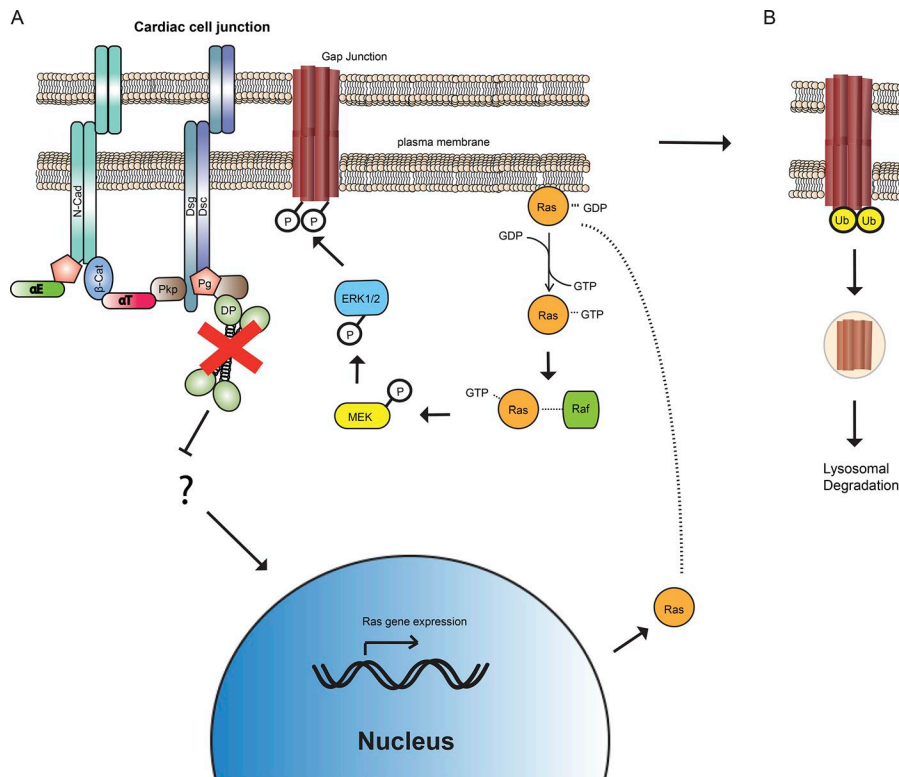 A
Cardiac cell junction
Gap Junction
plasma membrane
N-Cad
Dsg
Dsc
αE
β-Cat
αT
Pkp
Pg
DP
P
P
ERK1/2
P
P
MEK
Ras
GDP
GDP
GTP
Ras
GTP
GTP
Ras
Raf
?
Ras
Ras gene expression
Nucleus
B
Ub
Ub
Lysosomal
Degradation